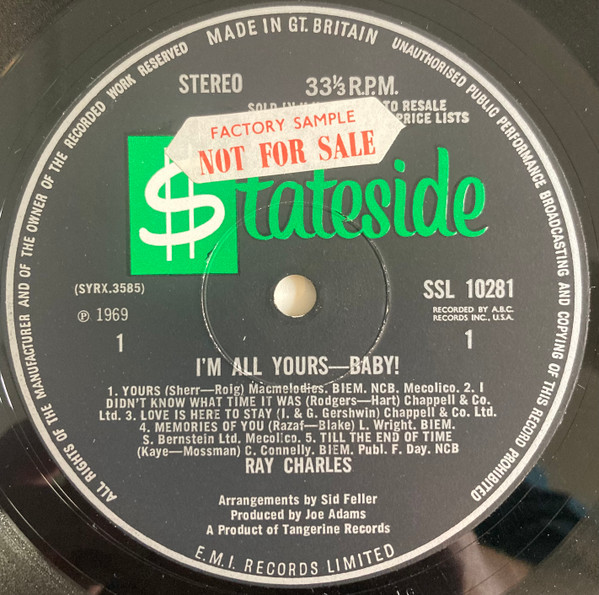 MADE IN GT. BRITAIN
UNAUTHORISED PUBLIC PERFORMANCE BROADCASTING AND COPYING OF THIS RECORD PROHIBITED
ALL RIGHTS OF THE MANUFACTURER AND OF THE OWNER OF THE RECORDED WORK RESERVED
STEREO 33⅓ R.P.M.
SOLD IN TO RESALE
PRICE LISTS
FACTORY SAMPLE
NOT FOR SALE
$tateside
(SYRX.3585) SSL 10281
℗ 1969 RECORDED BY A.B.C.
RECORDS INC., U.S.A.
1 1
I'M ALL YOURS—BABY!
1. YOURS (Sherr—Roig) Macmelodies. BIEM. NCB. Mecolico. 2. I
DIDN'T KNOW WHAT TIME IT WAS (Rodgers—Hart) Chappell & Co.
Ltd. 3. LOVE IS HERE TO STAY (I. & G. Gershwin) Chappell & Co. Ltd.
4. MEMORIES OF YOU (Razaf—Blake) L. Wright. BIEM.
S. Bernstein Ltd. Mecolico. 5. TILL THE END OF TIME
(Kaye—Mossman) C. Connelly. BIEM. Publ. F. Day. NCB
RAY CHARLES
Arrangements by Sid Feller
Produced by Joe Adams
A Product of Tangerine Records
E.M.I. RECORDS LIMITED